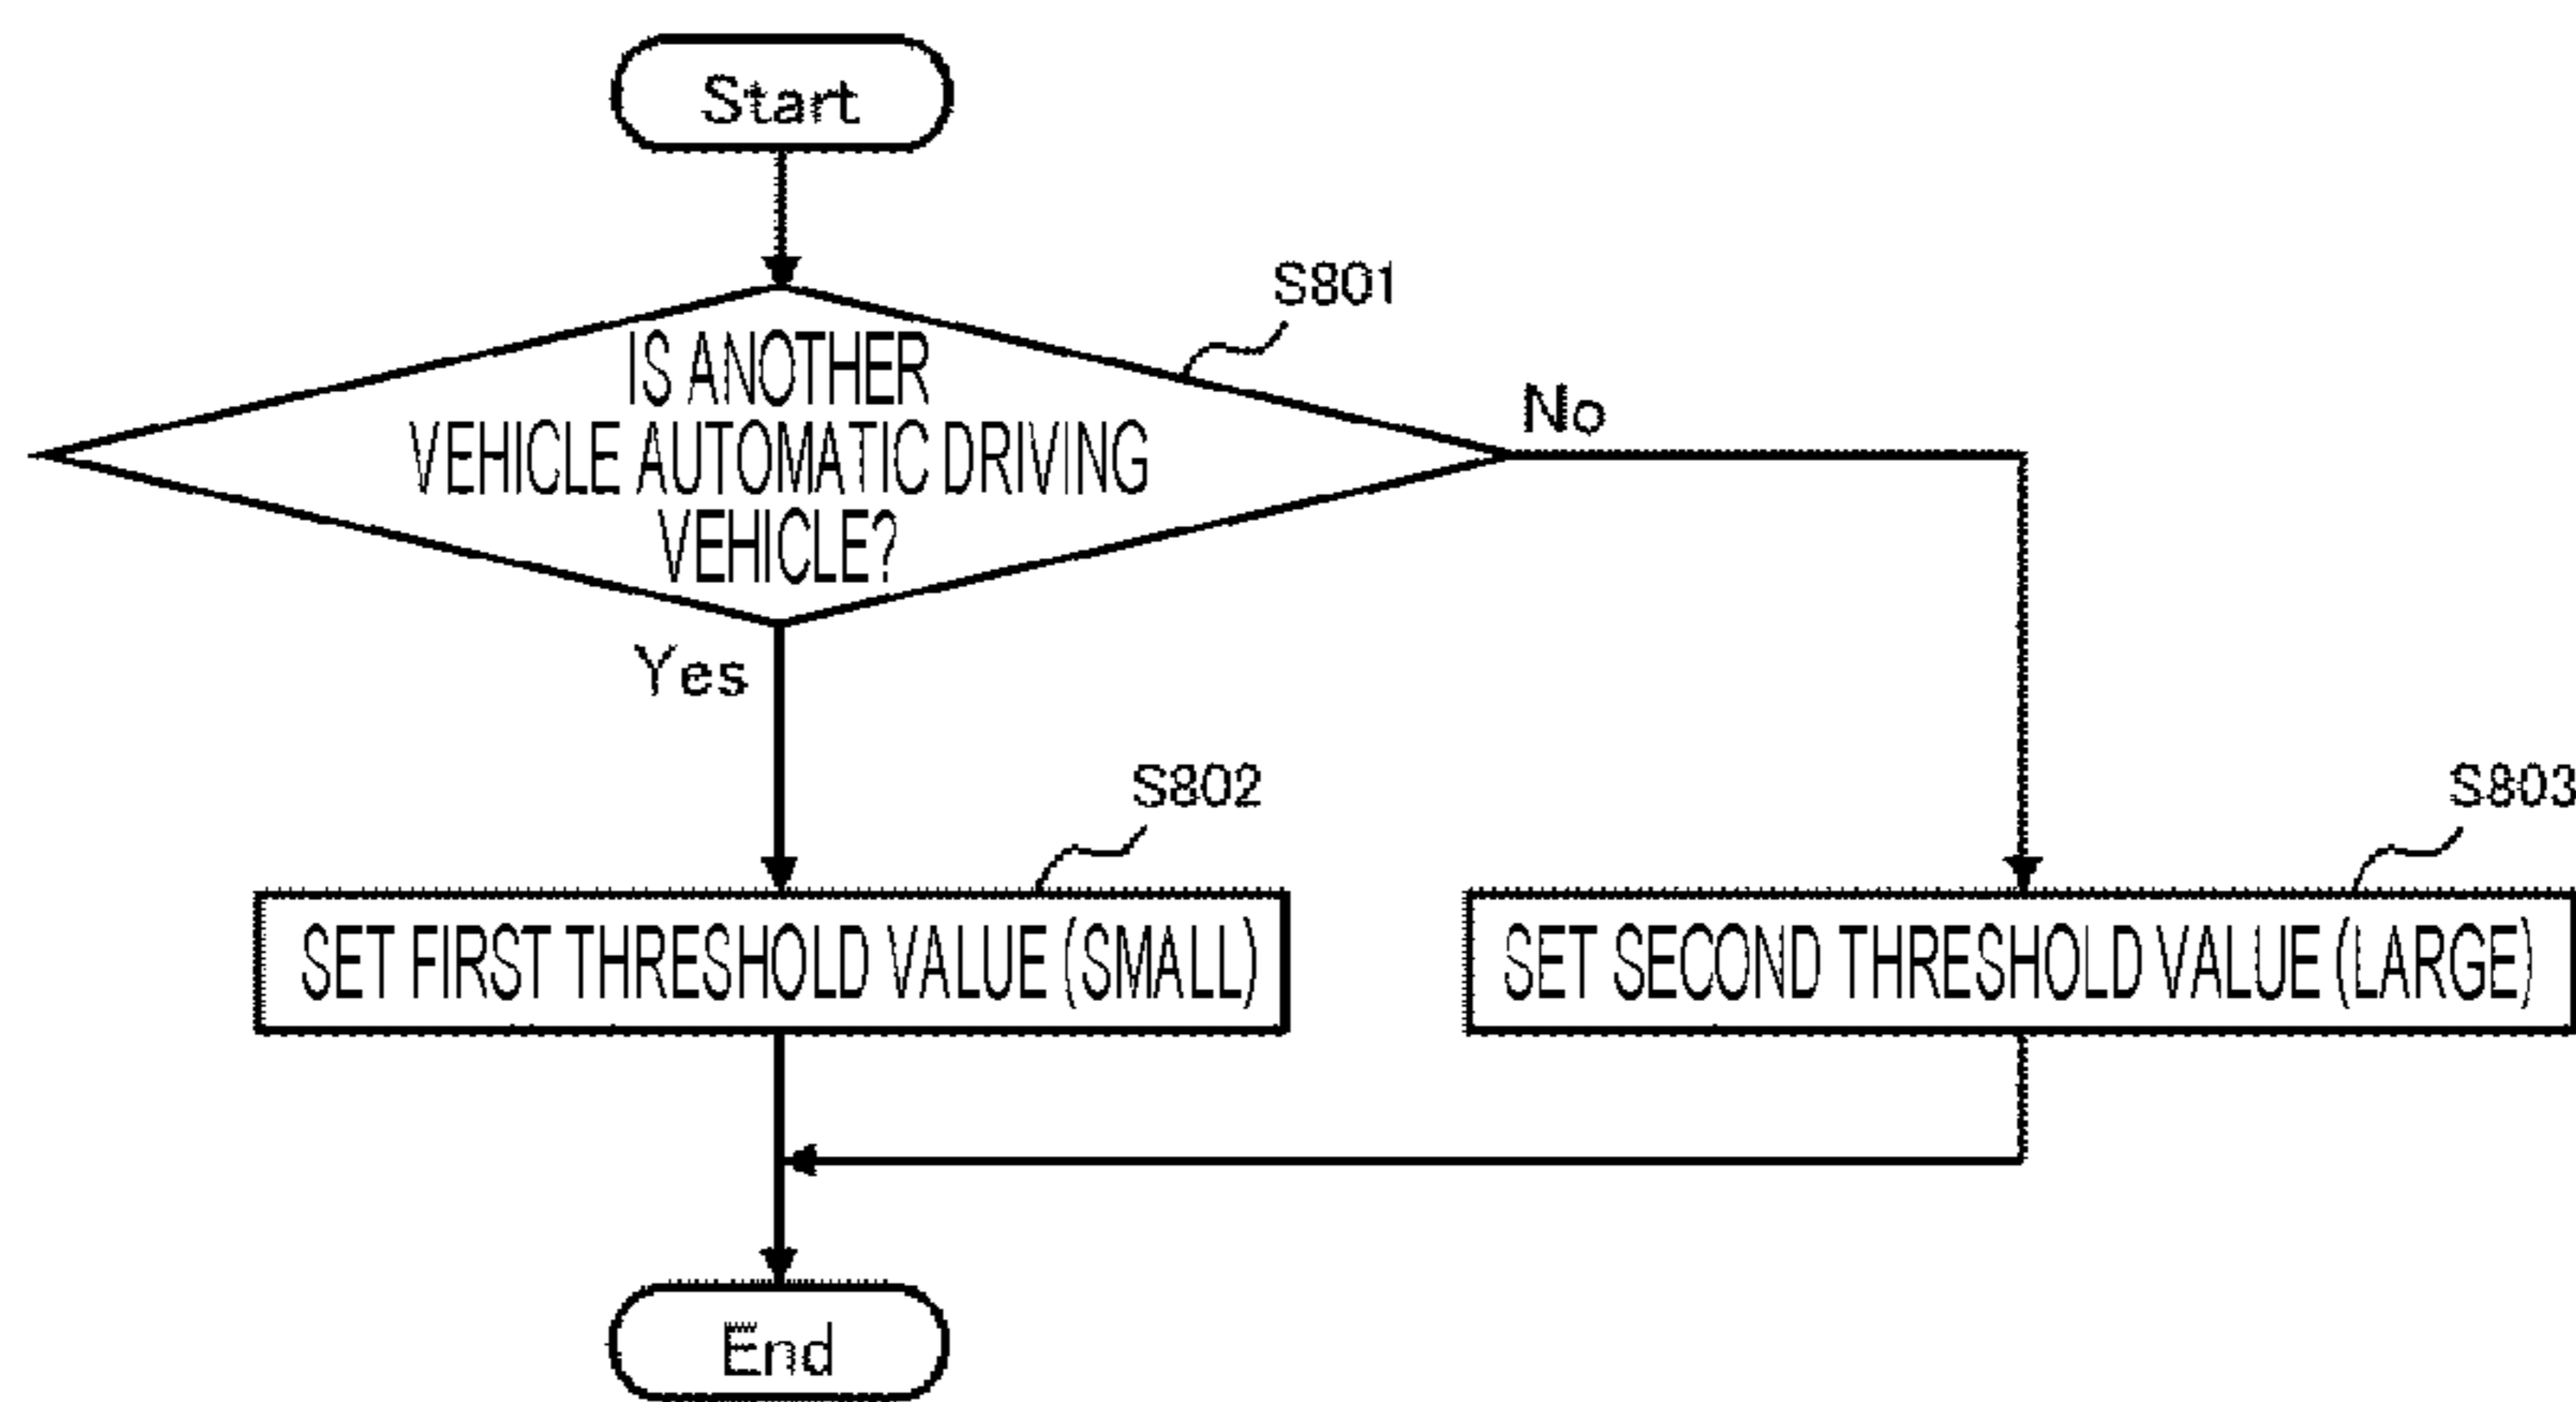 Start
S801
IS ANOTHER
VEHICLE AUTOMATIC DRIVING
VEHICLE?
No
Yes
S802
S803
SET FIRST THRESHOLD VALUE (SMALL)
SET SECOND THRESHOLD VALUE (LARGE)
End